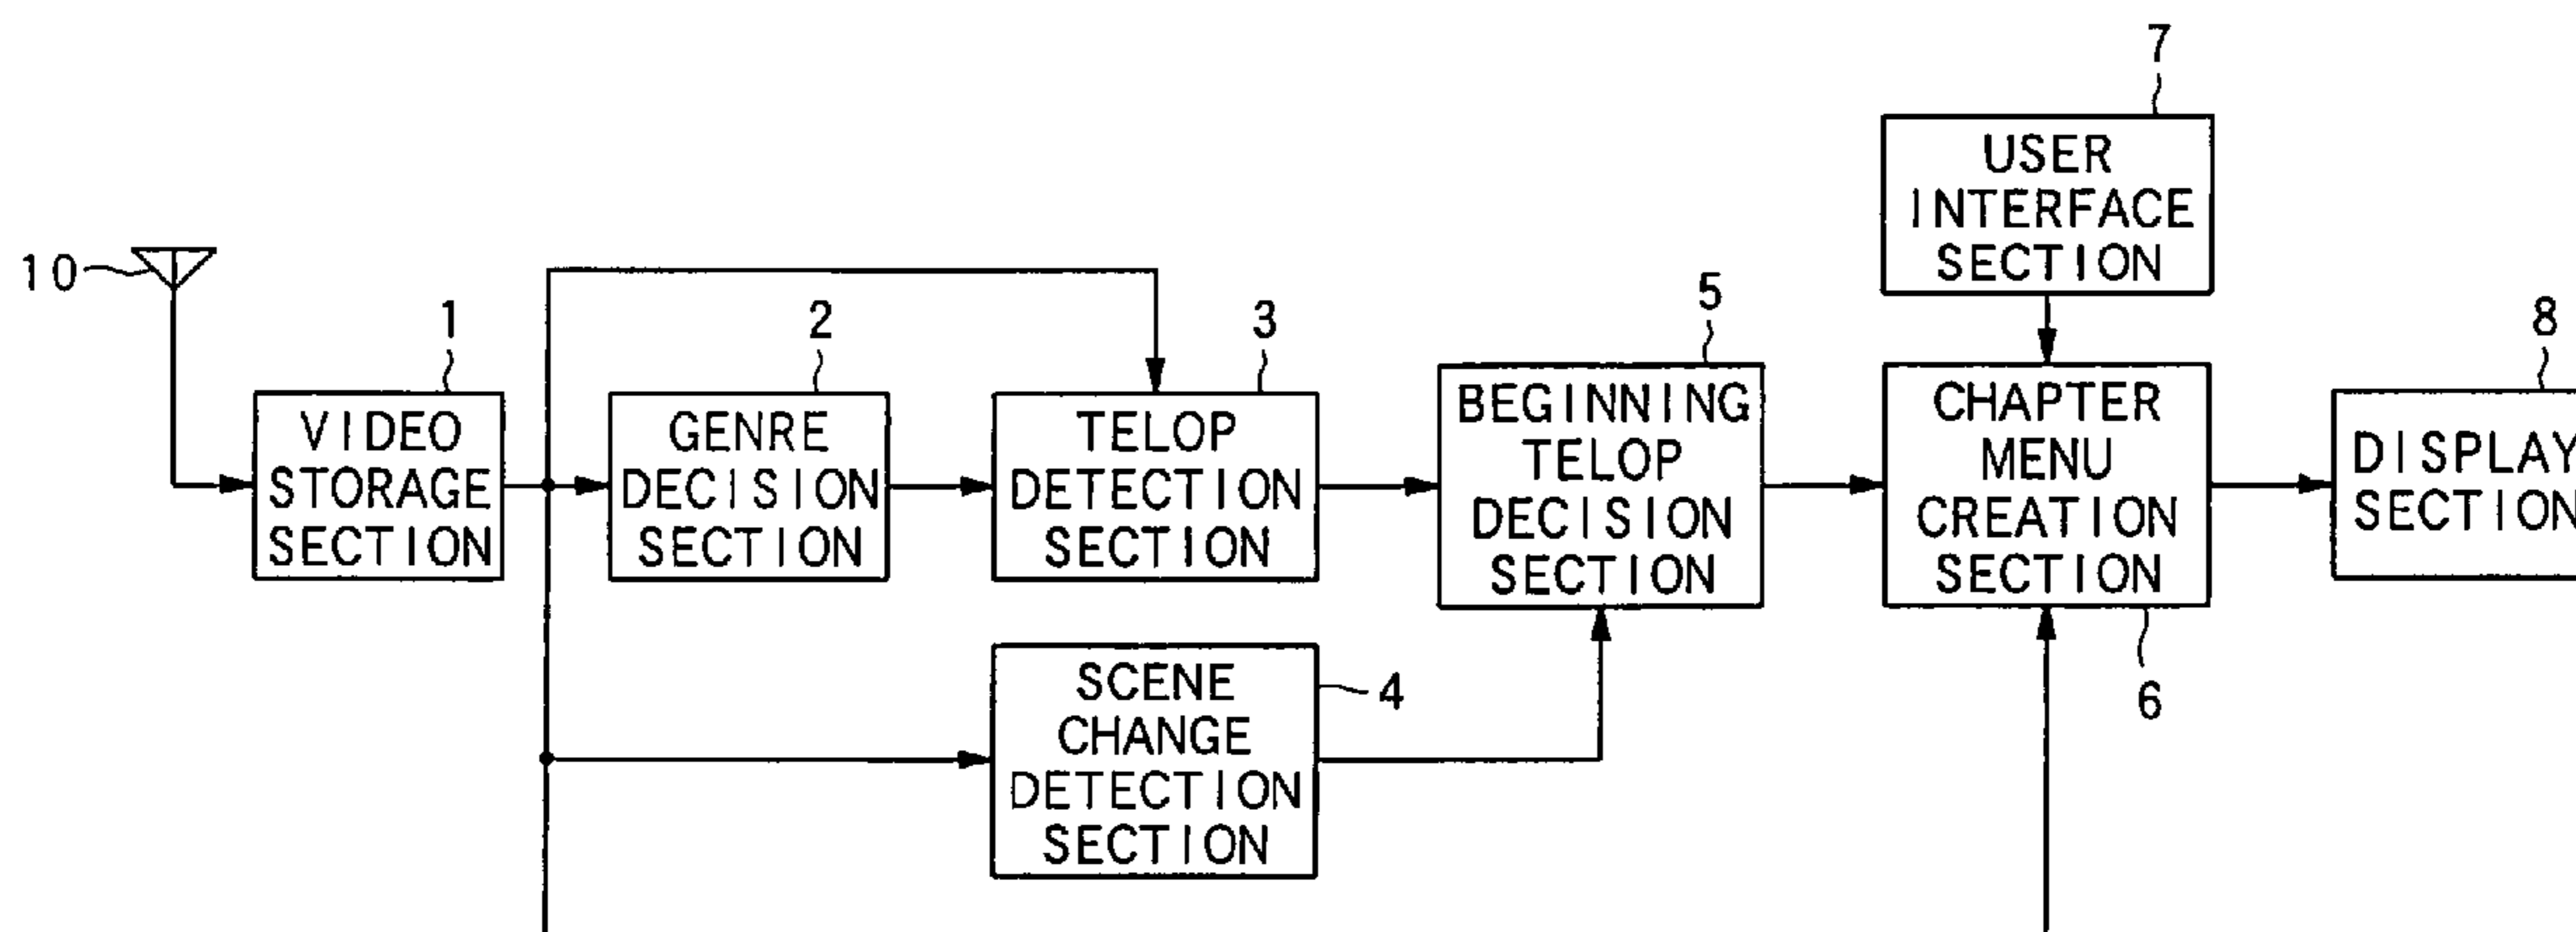 7
USER
INTERFACE
SECTION
10
1
VIDEO
STORAGE
SECTION
2
GENRE
DECISION
SECTION
3
TELOP
DETECTION
SECTION
5
BEGINNING
TELOP
DECISION
SECTION
CHAPTER
MENU
CREATION
SECTION
6
8
DISPLAY
SECTION
SCENE
CHANGE
DETECTION
SECTION
4